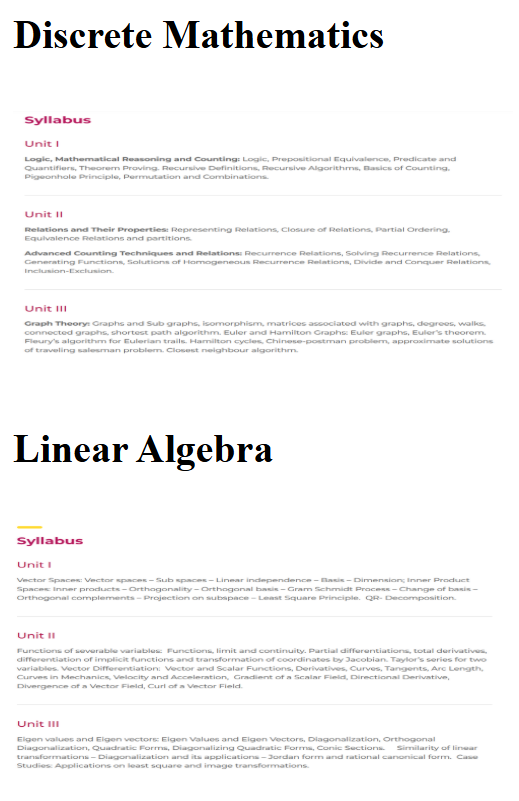 Discrete Mathematics
Syllabus
Unit I
Logic, Mathematical Reasoning and Counting: Logic, Prepositional Equivalence, Predicate and
Quantifiers, Theorem Proving. Recursive Definitions, Recursive Algorithms, Basics of Counting,
Pigeonhole Principle, Permutation and Combinations.
Unit II
Relations and Their Properties: Representing Relations, Closure of Relations, Partial Ordering,
Equivalence Relations and partitions.
Advanced Counting Techniques and Relations: Recurrence Relations, Solving Recurrence Relations,
Generating Functions, Solutions of Homogeneous Recurrence Relations, Divide and Conquer Relations,
Inclusion-Exclusion.
Unit III
Graph Theory: Graphs and Sub graphs, isomorphism, matrices associated with graphs, degrees, walks,
connected graphs, shortest path algorithm. Euler and Hamilton Graphs: Euler graphs, Euler's theorem.
Fleury's algorithm for Eulerian trails. Hamilton cycles, Chinese-postman problem, approximate solutions
of traveling salesman problem. Closest neighbour algorithm.
Linear Algebra
Syllabus
Unit I
Vector Spaces: Vector spaces – Sub spaces – Linear independence – Basis – Dimension; Inner Product
Spaces: Inner products – Orthogonality – Orthogonal basis – Gram Schmidt Process – Change of basis –
Orthogonal complements – Projection on subspace – Least Square Principle. QR- Decomposition.
Unit II
Functions of severable variables: Functions, limit and continuity. Partial differentiations, total derivatives,
differentiation of implicit functions and transformation of coordinates by Jacobian. Taylor's series for two
variables. Vector Differentiation: Vector and Scalar Functions, Derivatives, Curves, Tangents, Arc Length,
Curves in Mechanics, Velocity and Acceleration, Gradient of a Scalar Field, Directional Derivative,
Divergence of a Vector Field, Curl of a Vector Field.
Unit III
Eigen values and Eigen vectors: Eigen Values and Eigen Vectors, Diagonalization, Orthogonal
Diagonalization, Quadratic Forms, Diagonalizing Quadratic Forms, Conic Sections. Similarity of linear
transformations – Diagonalization and its applications – Jordan form and rational canonical form. Case
Studies: Applications on least square and image transformations.